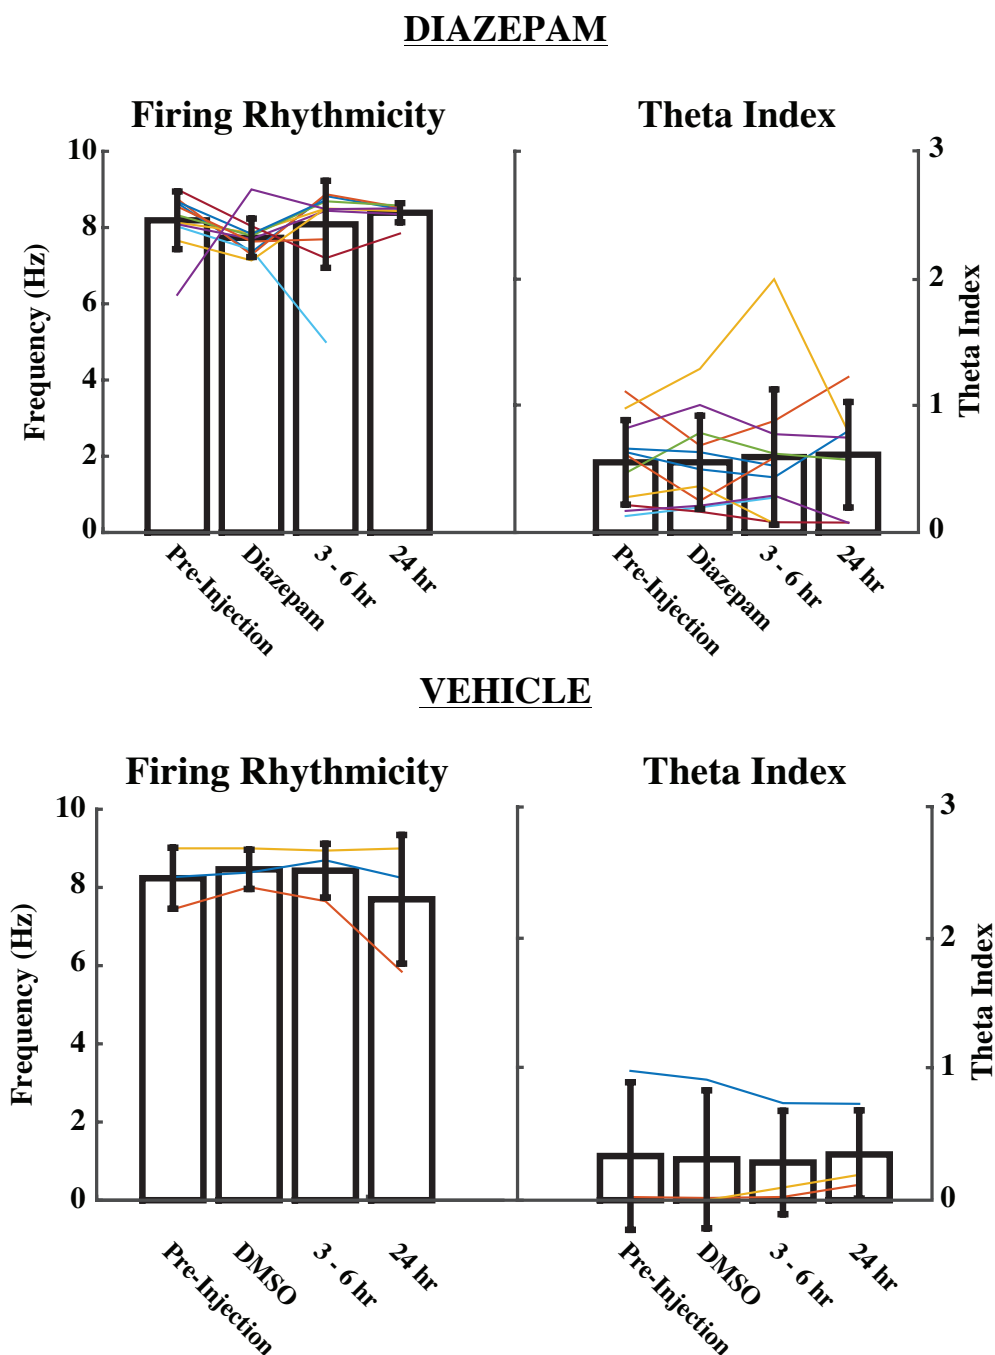 DIAZEPAM
Firing Rhythmicity
Theta Index
10
8
6
4
2
0
Frequency (Hz)
3
2
1
0
Theta Index
Pre-Injection
Diazepam
3 - 6 hr
24 hr
Pre-Injection
Diazepam
3 - 6 hr
24 hr
VEHICLE
Firing Rhythmicity
Theta Index
10
8
6
4
2
0
Frequency (Hz)
3
2
1
0
Theta Index
Pre-Injection
DMSO
3 - 6 hr
24 hr
Pre-Injection
DMSO
3 - 6 hr
24 hr